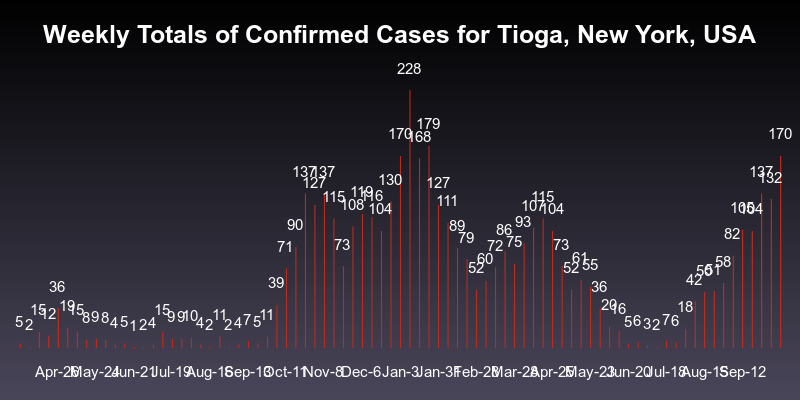 Weekly Totals of Confirmed Cases for Tioga, New York, USA
5 2 15 12 36 19 15 8 9 8 4 5 1 2 4 15 9 9 10 4 2 11 2 4 7 5 11 39 71 90 137 127 137 115 73 108 119 116 104 130 170 228 168 179 127 111 89 79 52 60 72 86 75 93 107 115 104 73 52 61 55 36 20 16 5 6 3 2 7 6 18 42 50 51 58 82 105 104 137 132 170
Apr-26 May-24 Jun-21 Jul-19 Aug-16 Sep-13 Oct-11 Nov-8 Dec-6 Jan-3 Jan-31 Feb-28 Mar-28 Apr-25 May-23 Jun-20 Jul-18 Aug-15 Sep-12